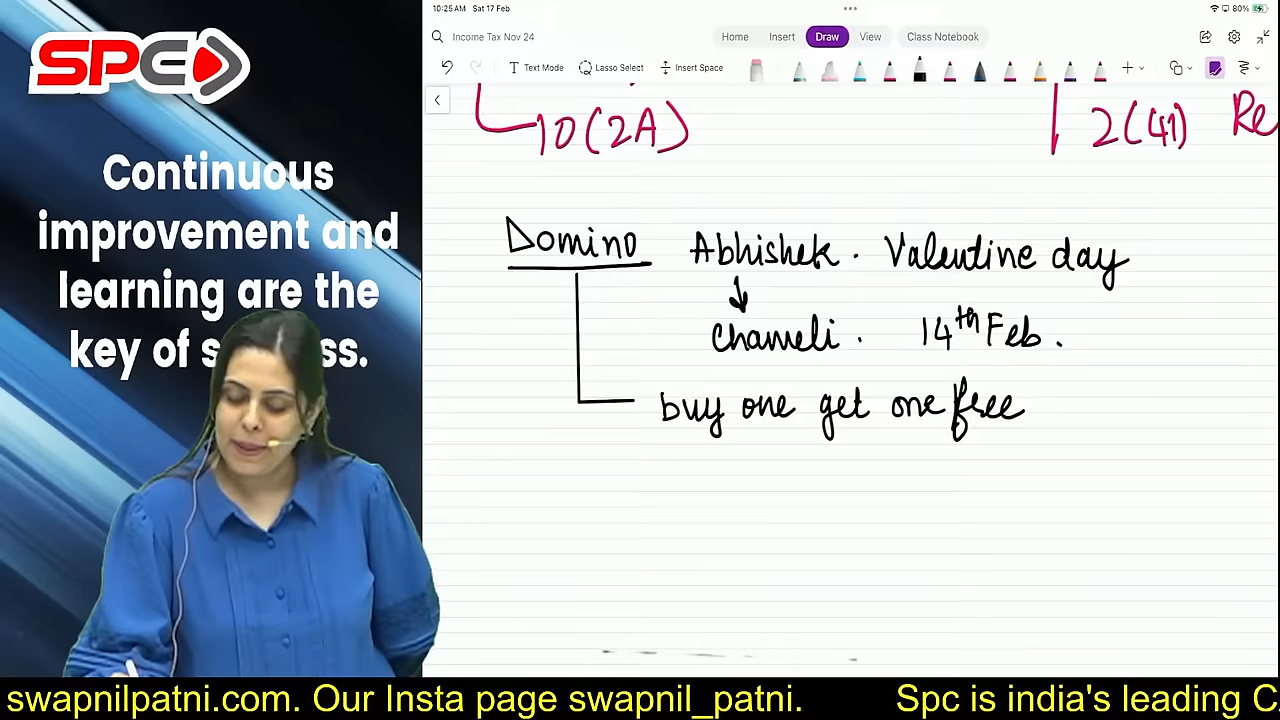 10:25 AM Sat 17 Feb
80%
SPC
Income Tax Nov 24
Home Insert Draw View Class Notebook
Text Mode Lasso Select Insert Space
10(2A) 2(41) Re
Continuous
improvement and
learning are the
key of s ss.
Domino Abhishek. Valentine day
Chameli. 14th Feb.
buy one get one free
swapnilpatni.com. Our Insta page swapnil_patni. Spc is india's leading C